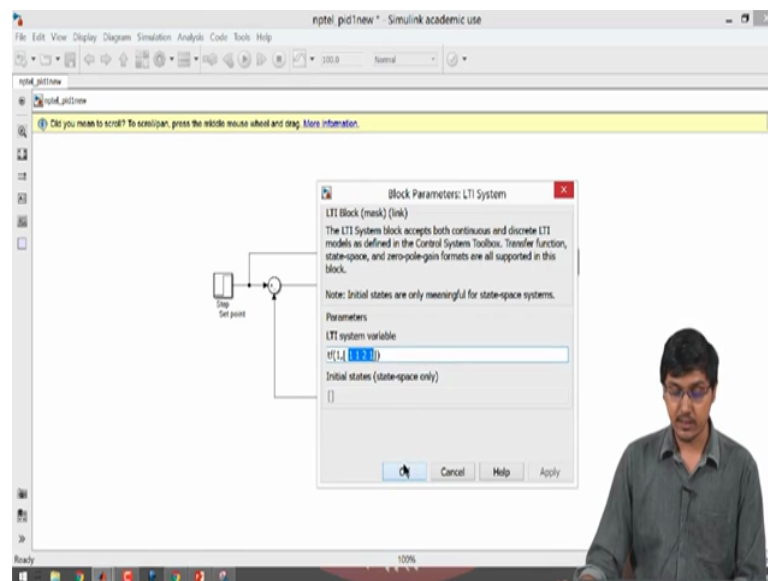 nptel_pid1new * - Simulink academic use
File Edit View Display Diagram Simulation Analysis Code Tools Help
100.0 Normal
nptel_pid1new
nptel_pid1new
Did you mean to scroll? To scroll/pan, press the middle mouse wheel and drag. More Information.
Block Parameters: LTI System
LTI Block (mask) (link)
The LTI System block accepts both continuous and discrete LTI
models as defined in the Control System Toolbox. Transfer function,
state-space, and zero-pole-gain formats are all supported in this
block.
Note: Initial states are only meaningful for state-space systems.
Parameters
LTI system variable
tf(1,[ 1 1 2 1])
Initial states (state-space only)
[]
Cancel Help Apply
Step
Set point
Ready 100%